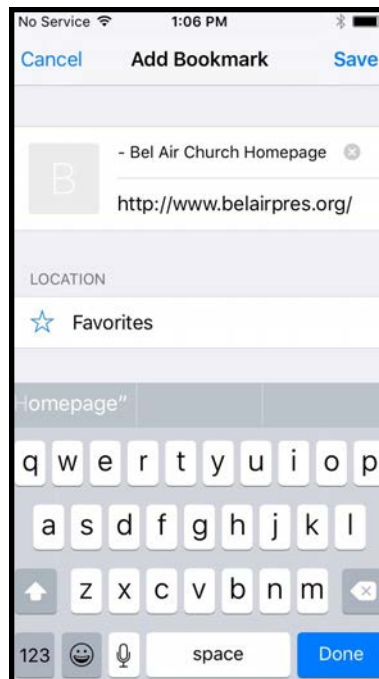 No Service 1:06 PM
Cancel Add Bookmark Save
B
- Bel Air Church Homepage
http://www.belairpres.org/
LOCATION
Favorites
Homepage"
q w e r t y u i o p
a s d f g h j k l
z x c v b n m
123 space Done